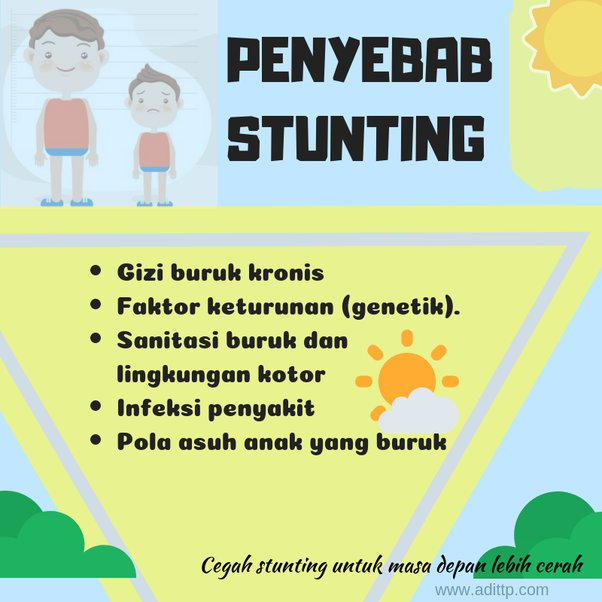 PENYEBAB
STUNTING
• Gizi buruk kronis
• Faktor keturunan (genetik).
• Sanitasi buruk dan
lingkungan kotor
• Infeksi penyakit
• Pola asuh anak yang buruk
Cegah stunting untuk masa depan lebih cerah
www.adittp.com